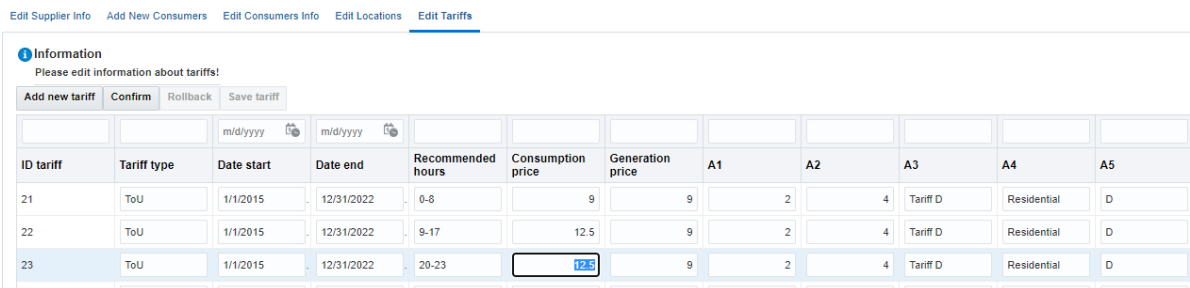 Edit Supplier Info Add New Consumers Edit Consumers Info Edit Locations Edit Tariffs
Information
Please edit information about tariffs!
Add new tariff Confirm Rollback Save tariff
m/d/yyyy m/d/yyyy
ID tariff Tariff type Date start Date end Recommended hours Consumption price Generation price A1 A2 A3 A4 A5
21 ToU 1/1/2015 12/31/2022 0-8 9 9 2 4 Tariff D Residential D
22 ToU 1/1/2015 12/31/2022 9-17 12.5 9 2 4 Tariff D Residential D
23 ToU 1/1/2015 12/31/2022 20-23 12.5 9 2 4 Tariff D Residential D